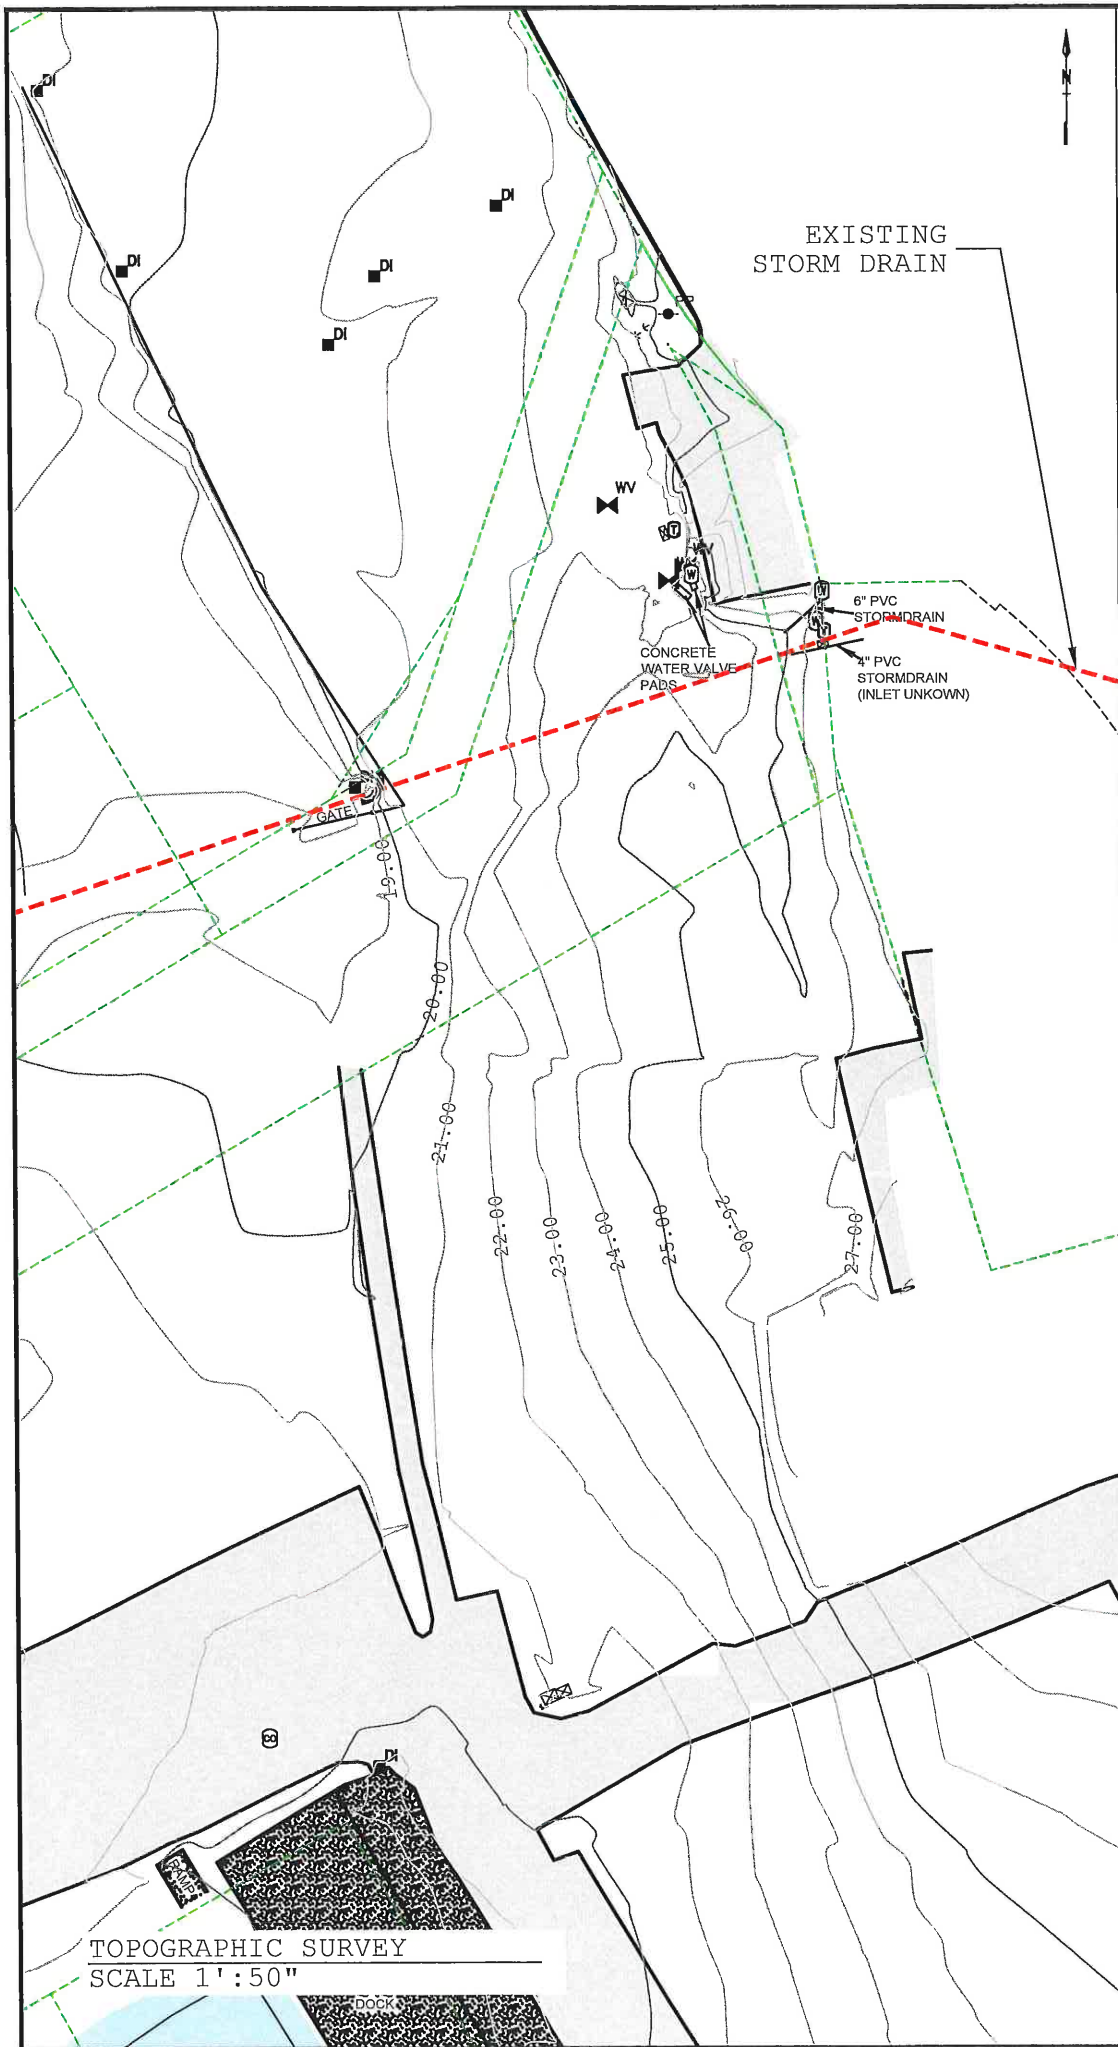 DI
N
DI
EXISTING
STORM DRAIN
DI
DI
DI
WV
T
W
W
6" PVC
STORMDRAIN
CONCRETE
WATER VALVE
PADS
4" PVC
STORMDRAIN
(INLET UNKOWN)
GATE
19.00
20.00
21.00
22.00
23.00
24.00
25.00
26.00
27.00
CO
DI
RAMP
TOPOGRAPHIC SURVEY
SCALE 1':50"
DOCK